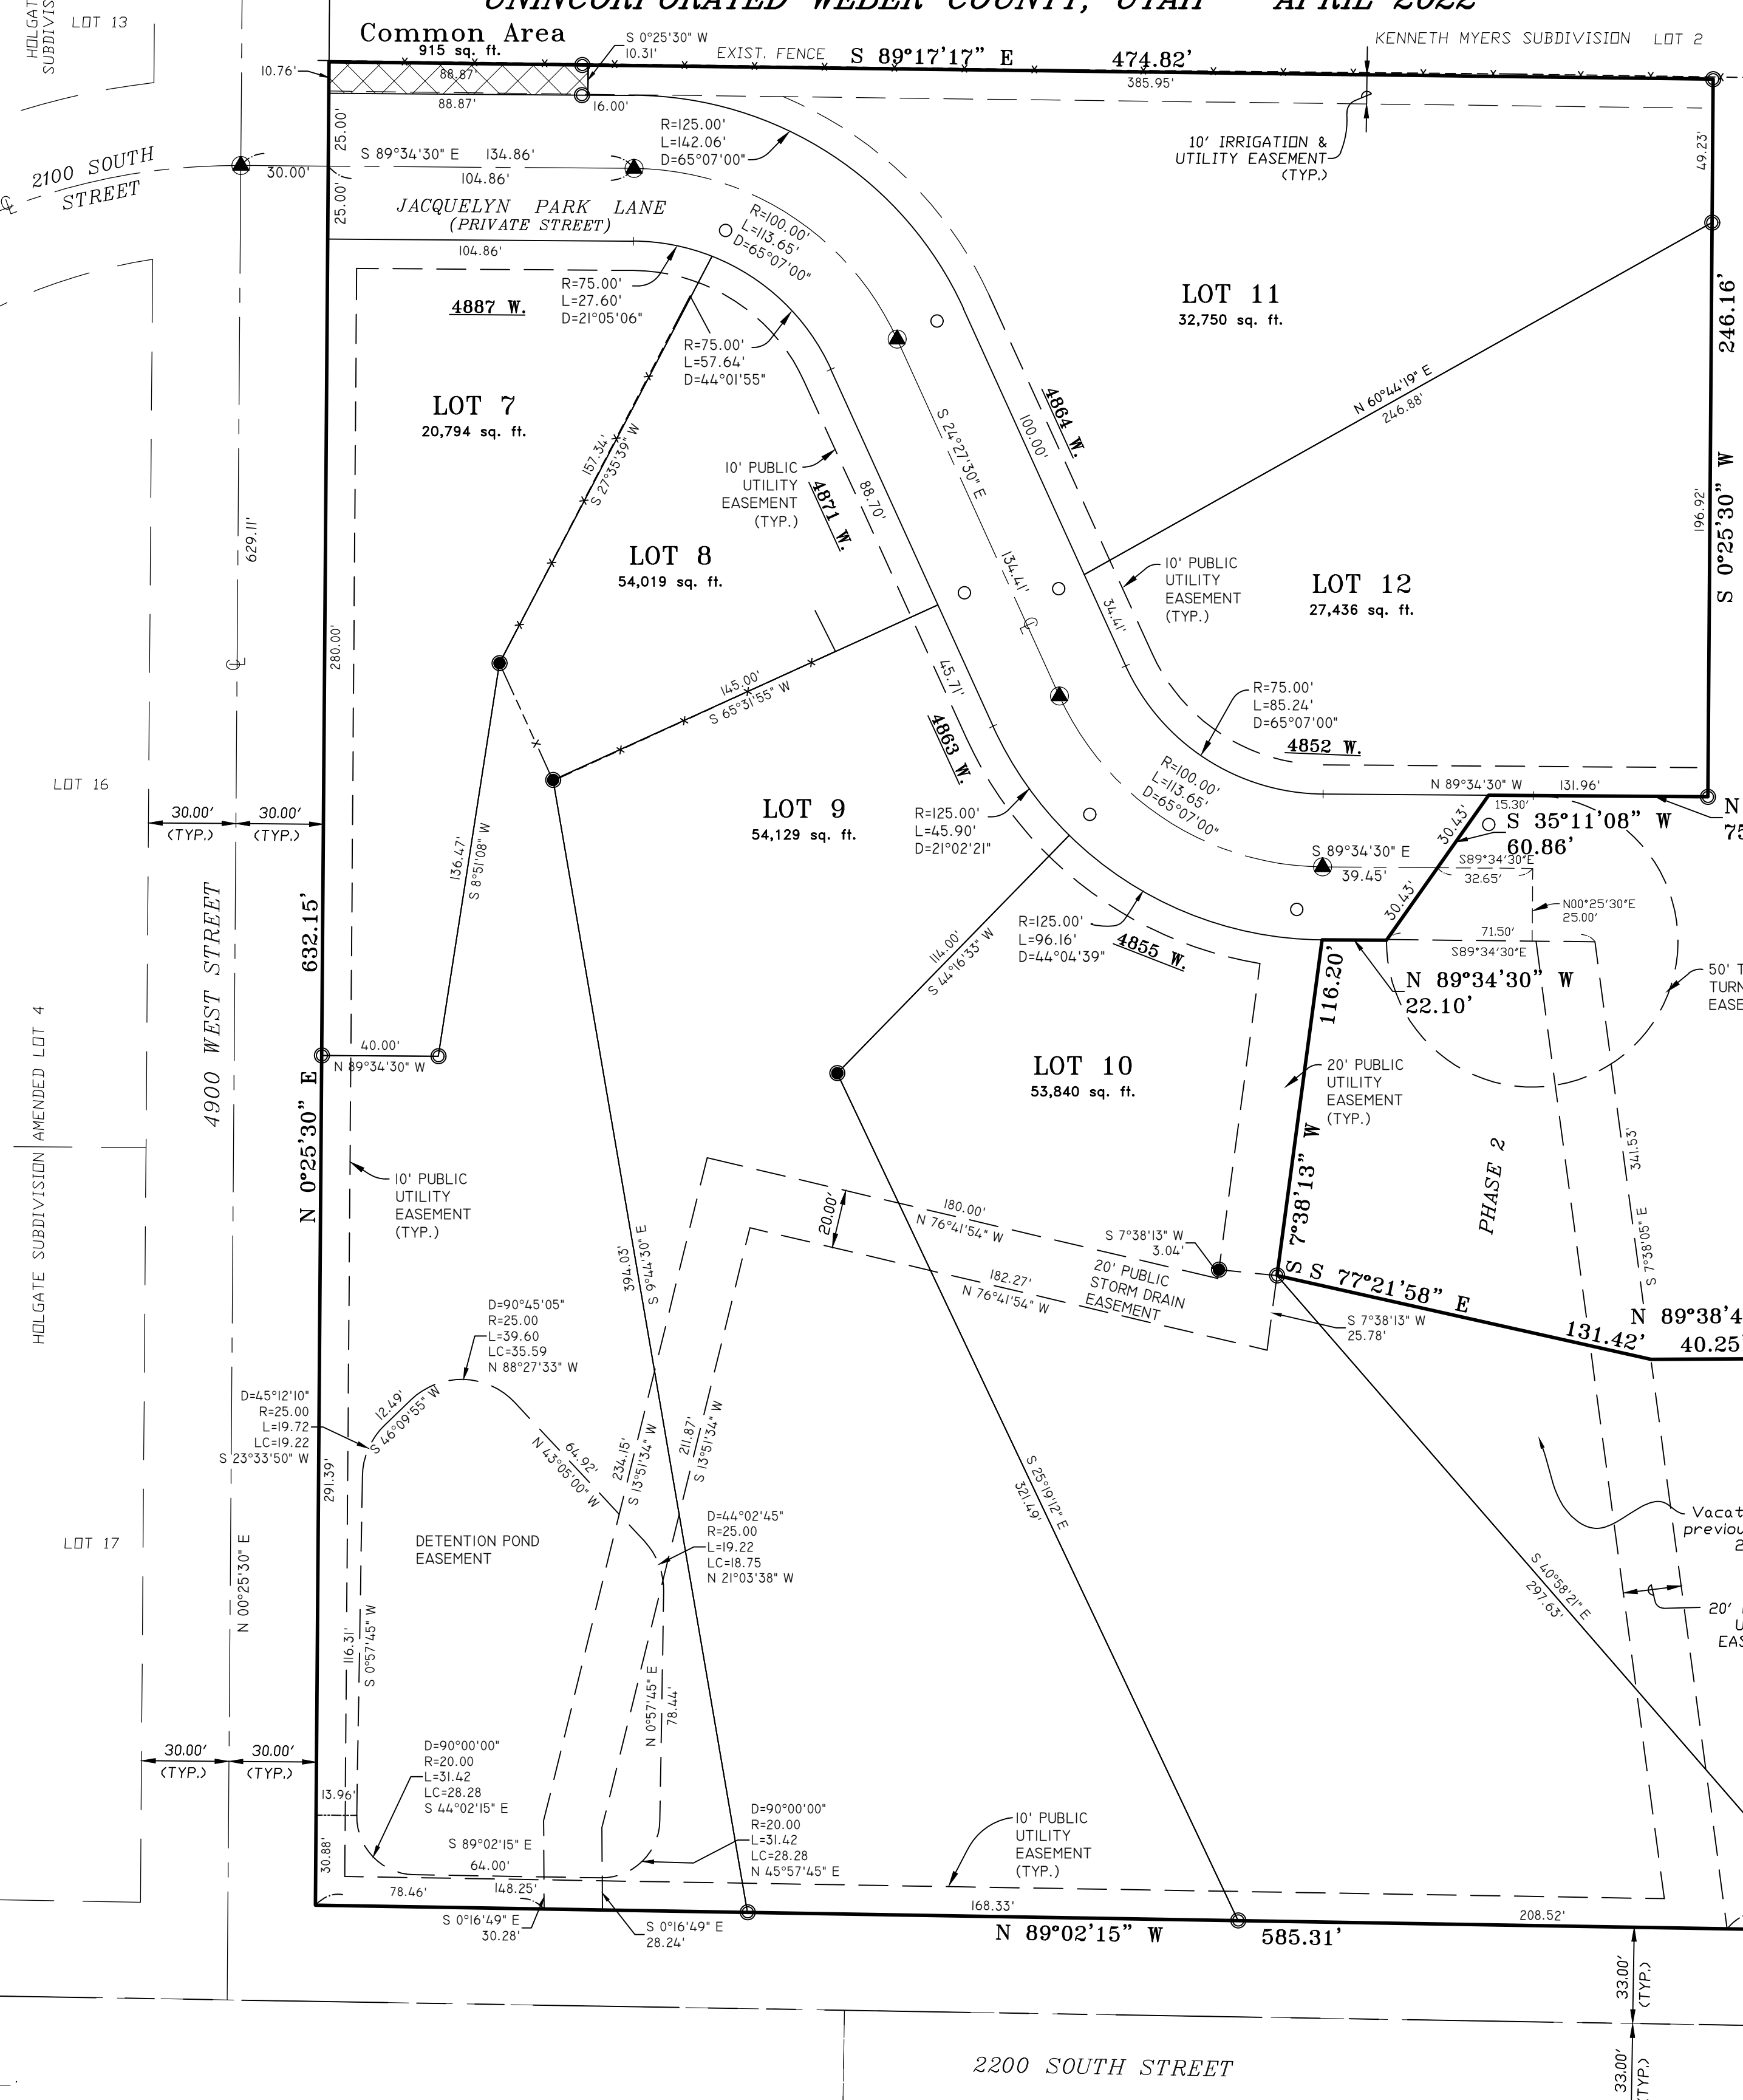 UNINCORPORATED WEBER COUNTY, UTAH APRIL 2022
LOT 13
Common Area
915 sq. ft.
S 0°25'30" W
10.31'
EXIST. FENCE
S 89°17'17" E
474.82'
385.95'
KENNETH MYERS SUBDIVISION LOT 2
10.76'
88.87'
88.87'
16.00'
25.00'
25.00'
R=125.00'
L=142.06'
D=65°07'00"
10' IRRIGATION &
UTILITY EASEMENT
(TYP.)
49.23'
2100 SOUTH
STREET
30.00'
S 89°34'30" E 134.86'
104.86'
JACQUELYN PARK LANE
(PRIVATE STREET)
104.86'
R=100.00'
L=113.65'
D=65°07'00"
R=75.00'
L=27.60'
D=21°05'06"
4887 W.
R=75.00'
L=57.64'
D=44°01'55"
LOT 11
32,750 sq. ft.
246.16'
S 0°25'30" W
N 60°44'19" E
246.88'
196.92'
LOT 7
20,794 sq. ft.
157.34'
S 27°35'39" W
10' PUBLIC
UTILITY
EASEMENT
(TYP.)
4871 W.
88.70'
S 24°27'30" E
134.41'
100.00'
4864 W.
34.41'
629.11'
LOT 8
54,019 sq. ft.
10' PUBLIC
UTILITY
EASEMENT
(TYP.)
LOT 12
27,436 sq. ft.
280.00'
145.00'
S 65°31'55" W
45.71'
4863 W.
R=75.00'
L=85.24'
D=65°07'00"
4852 W.
LOT 16
30.00'
(TYP.)
30.00'
(TYP.)
LOT 9
54,129 sq. ft.
R=125.00'
L=45.90'
D=21°02'21"
R=100.00'
L=113.65'
D=65°07'00"
N 89°34'30" W 131.96'
15.30'
30.43'
30.43'
S 35°11'08" W
60.86'
N
75
136.47'
S 8°51'08" W
S 89°34'30" E
39.45'
S89°34'30"E
32.65'
N00°25'30"E
25.00'
71.50'
S89°34'30"E
4900 WEST STREET
632.15'
N 0°25'30" E
R=125.00'
L=96.16'
D=44°04'39"
4855 W.
114.00'
S 44°16'33" W
N 89°34'30" W
22.10'
50' T
TURN
EASE
116.20'
S 7°38'13" W
40.00'
N 89°34'30" W
LOT 10
53,840 sq. ft.
20' PUBLIC
UTILITY
EASEMENT
(TYP.)
PHASE 2
341.53'
S 7°38'05" E
HOLGATE SUBDIVISION AMENDED LOT 4
10' PUBLIC
UTILITY
EASEMENT
(TYP.)
394.03'
S 9°44'30" E
20.00'
180.00'
N 76°41'54" W
182.27'
N 76°41'54" W
S 7°38'13" W
3.04'
20' PUBLIC
STORM DRAIN
EASEMENT
S 77°21'58" E
131.42'
S 7°38'13" W
25.78'
N 89°38'4
40.25'
D=90°45'05"
R=25.00
L=39.60
LC=35.59
N 88°27'33" W
D=45°12'10"
R=25.00
L=19.72
LC=19.22
S 23°33'50" W
12.49'
S 46°09'55" W
64.92'
N 43°05'00" W
234.15'
S 13°51'34" W
211.87'
S 13°51'34" W
S 25°19'12" E
321.49'
291.39'
LOT 17
N 00°25'30" E
DETENTION POND
EASEMENT
D=44°02'45"
R=25.00
L=19.22
LC=18.75
N 21°03'38" W
Vacat
previou
2
S 40°58'21" E
297.63'
20'
U
EAS
116.31'
S 0°57'45" W
N 0°57'45" E
78.44'
30.00'
(TYP.)
30.00'
(TYP.)
D=90°00'00"
R=20.00
L=31.42
LC=28.28
S 44°02'15" E
13.96'
30.88'
S 89°02'15" E
64.00'
D=90°00'00"
R=20.00
L=31.42
LC=28.28
N 45°57'45" E
10' PUBLIC
UTILITY
EASEMENT
(TYP.)
78.46'
148.25'
168.33'
208.52'
S 0°16'49" E
30.28'
S 0°16'49" E
28.24'
N 89°02'15" W
585.31'
33.00'
(TYP.)
33.00'
(TYP.)
2200 SOUTH STREET